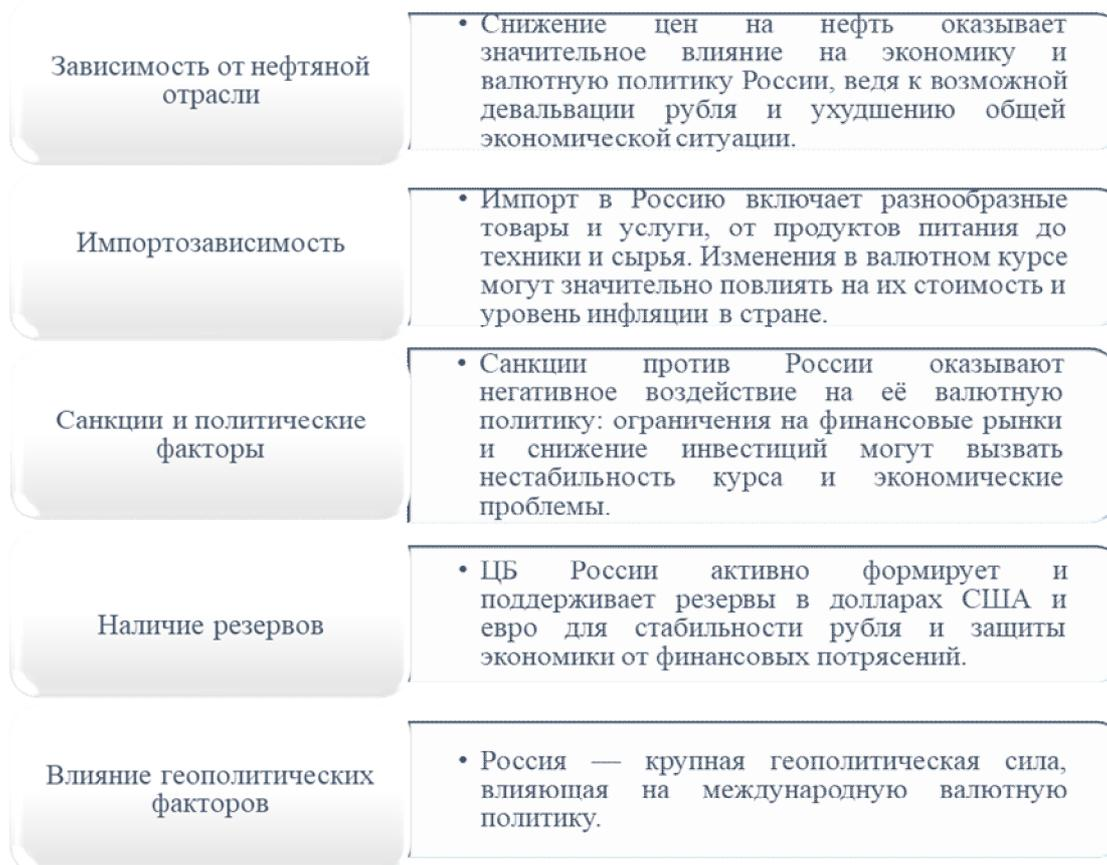 Зависимость от нефтяной
отрасли
• Снижение цен на нефть оказывает
значительное влияние на экономику и
валютную политику России, ведя к возможной
девальвации рубля и ухудшению общей
экономической ситуации.
Импортозависимость
• Импорт в Россию включает разнообразные
товары и услуги, от продуктов питания до
техники и сырья. Изменения в валютном курсе
могут значительно повлиять на их стоимость и
уровень инфляции в стране.
Санкции и политические
факторы
• Санкции против России оказывают
негативное воздействие на её валютную
политику: ограничения на финансовые рынки
и снижение инвестиций могут вызвать
нестабильность курса и экономические
проблемы.
Наличие резервов
• ЦБ России активно формирует и
поддерживает резервы в долларах США и
евро для стабильности рубля и защиты
экономики от финансовых потрясений.
Влияние геополитических
факторов
• Россия — крупная геополитическая сила,
влияющая на международную валютную
политику.